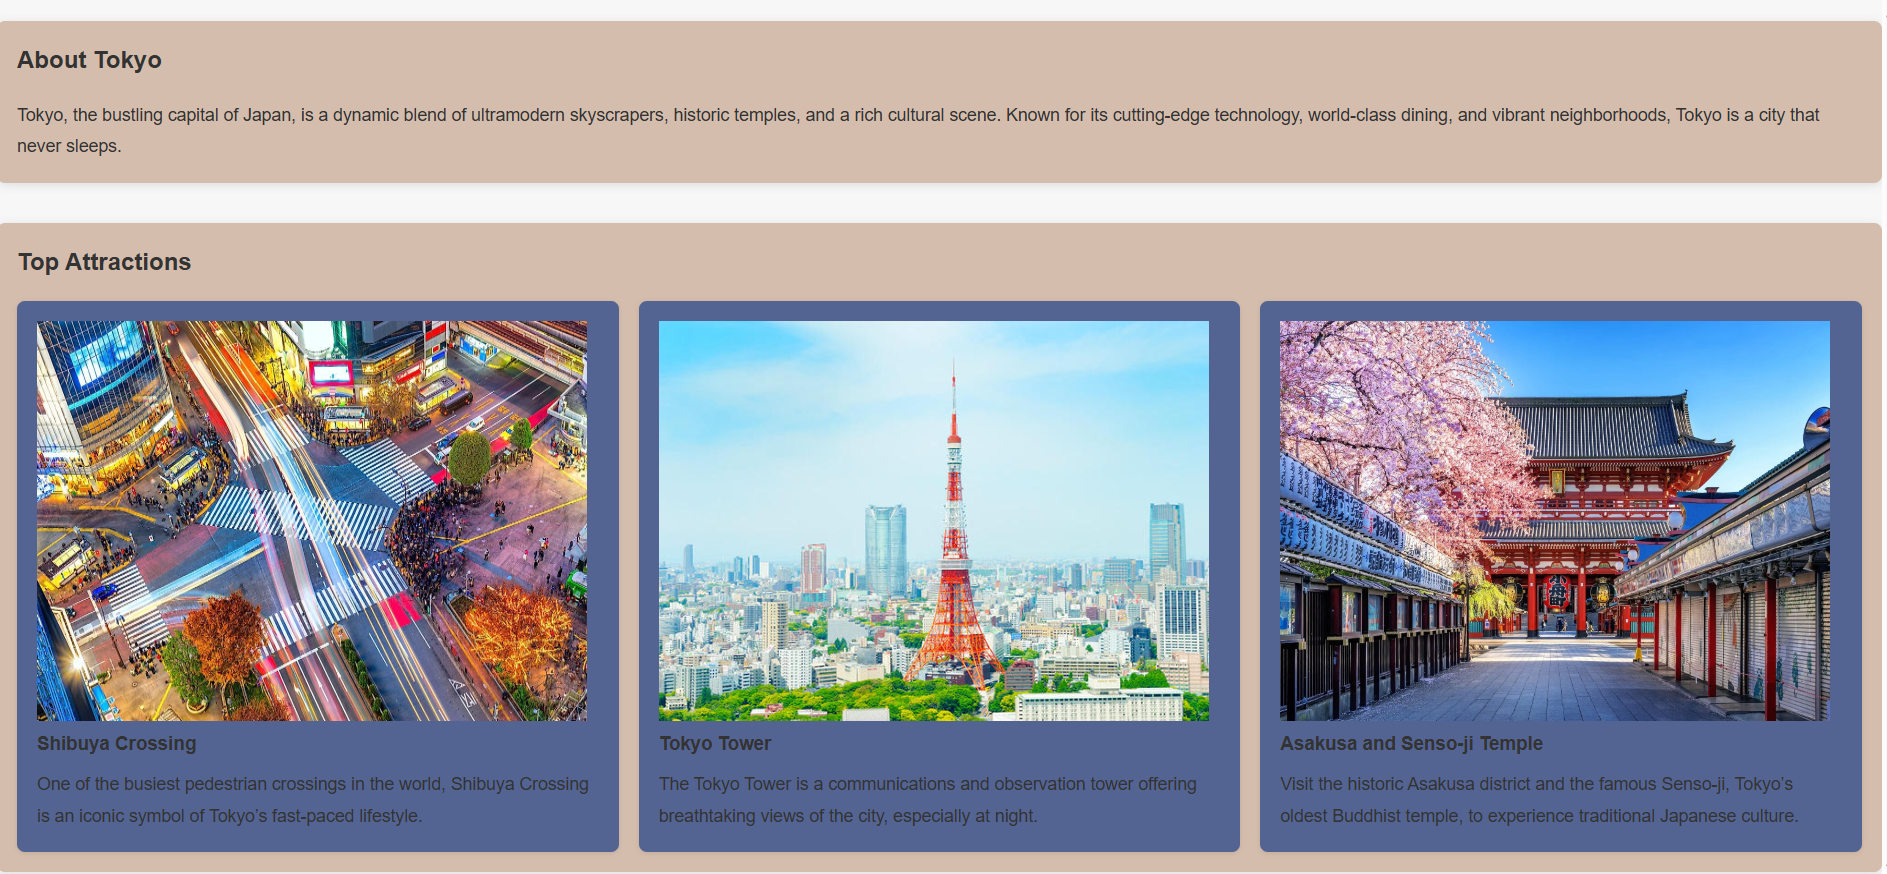 About Tokyo
Tokyo, the bustling capital of Japan, is a dynamic blend of ultramodern skyscrapers, historic temples, and a rich cultural scene. Known for its cutting-edge technology, world-class dining, and vibrant neighborhoods, Tokyo is a city that
never sleeps.
Top Attractions
Shibuya Crossing
One of the busiest pedestrian crossings in the world, Shibuya Crossing
is an iconic symbol of Tokyo’s fast-paced lifestyle.
Tokyo Tower
The Tokyo Tower is a communications and observation tower offering
breathtaking views of the city, especially at night.
Asakusa and Senso-ji Temple
Visit the historic Asakusa district and the famous Senso-ji, Tokyo’s
oldest Buddhist temple, to experience traditional Japanese culture.